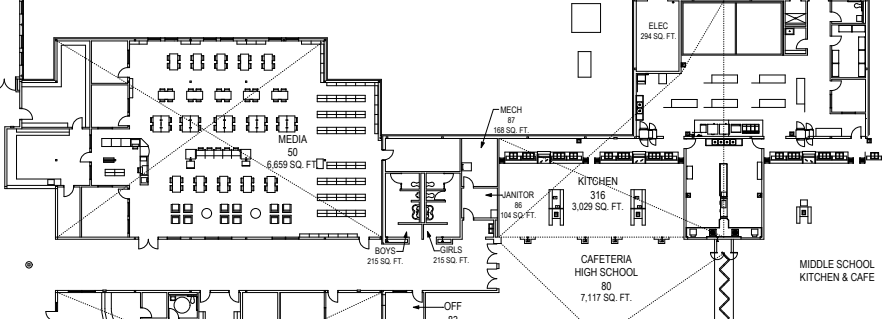 ELEC
294 SQ. FT.
MECH
87
168 SQ. FT.
MEDIA
50
6,659 SQ. FT
KITCHEN
316
3,029 SQ. FT.
JANITOR
86
104 SQ. FT.
BOYS
215 SQ. FT.
GIRLS
215 SQ. FT.
CAFETERIA
HIGH SCHOOL
80
7,117 SQ. FT.
MIDDLE SCHOOL
KITCHEN & CAFE
OFF